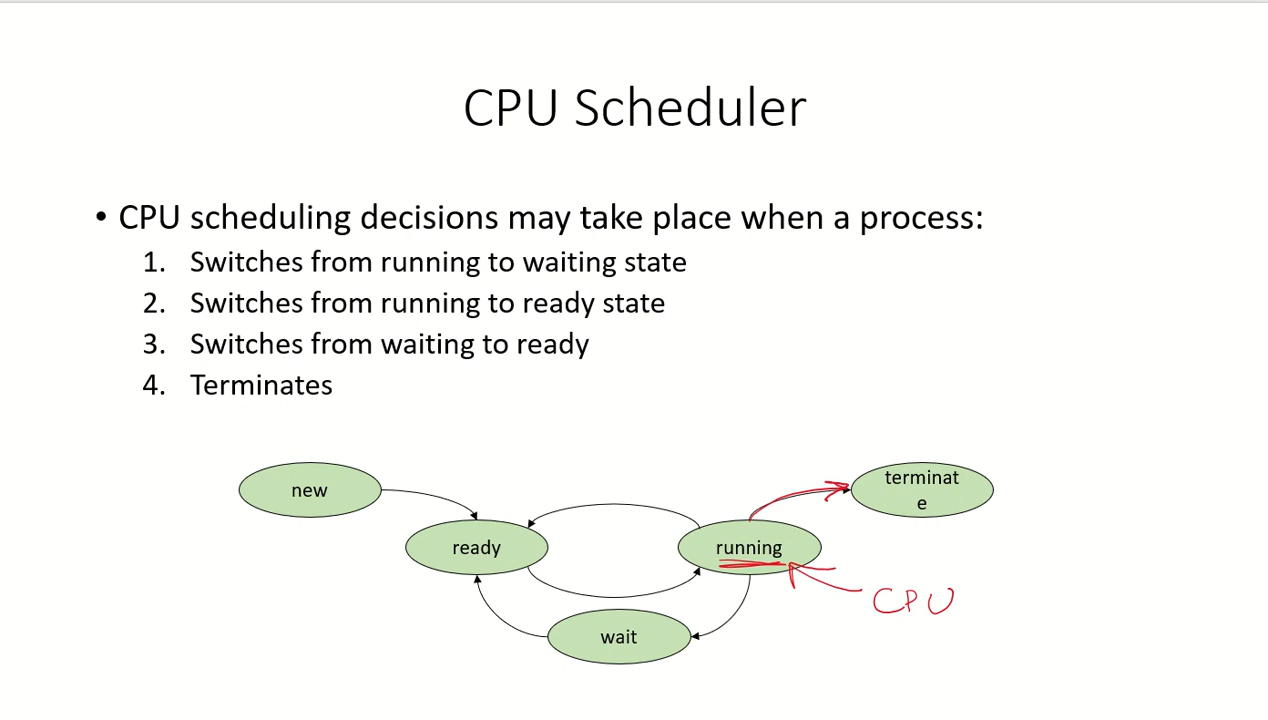 CPU Scheduler
• CPU scheduling decisions may take place when a process:
1. Switches from running to waiting state
2. Switches from running to ready state
3. Switches from waiting to ready
4. Terminates
new
terminat
e
ready
running
CPU
wait